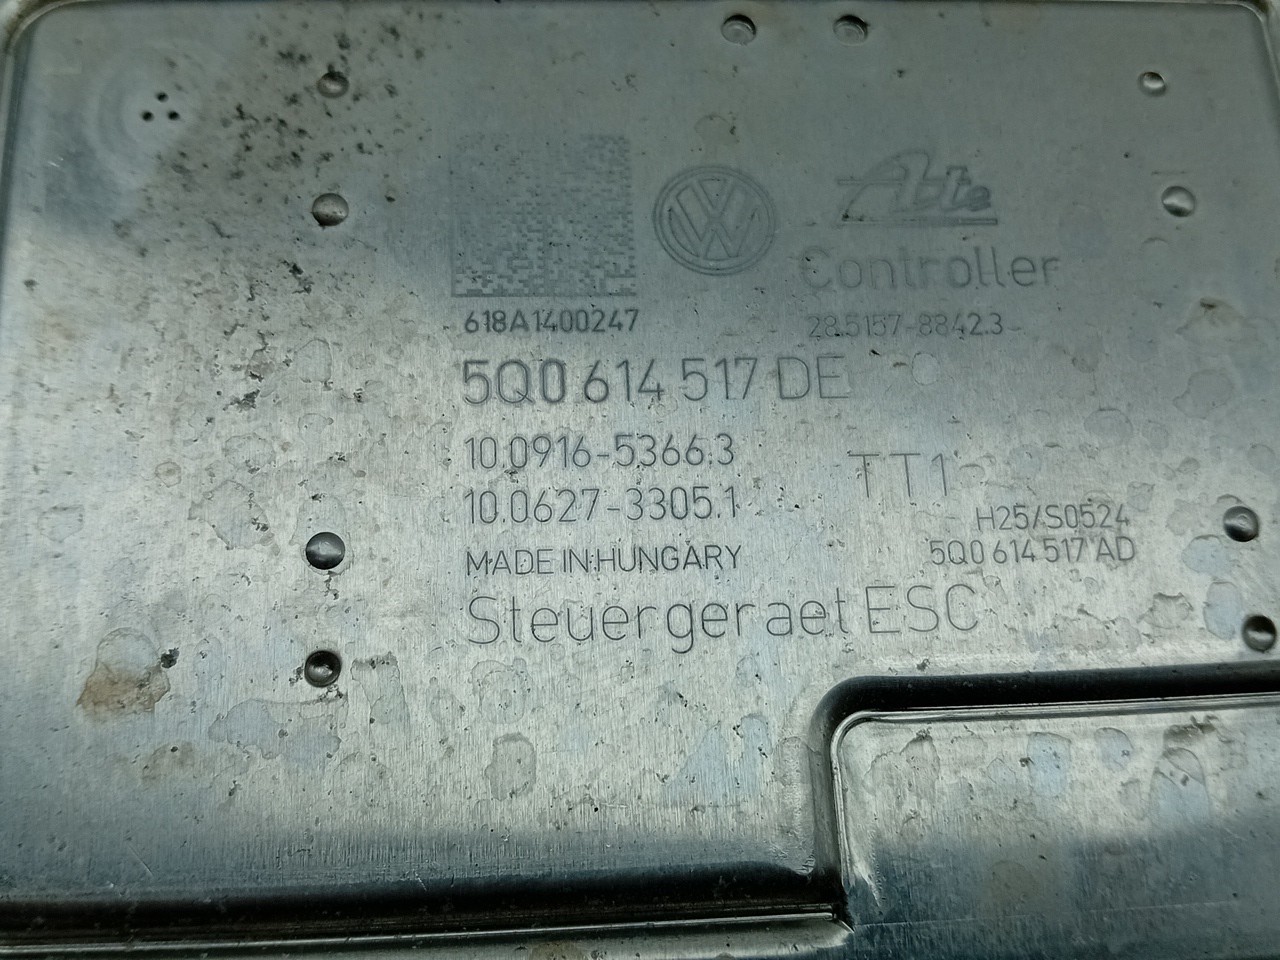 VW
Ate
Controller
618A1400247
28.5157-8842.3
5Q0 614 517 DE
10.0916-5366.3
TT1
10.0627-3305.1
H25/S0524
MADE IN HUNGARY
5Q0 614 517 AD
Steuergeraet ESC